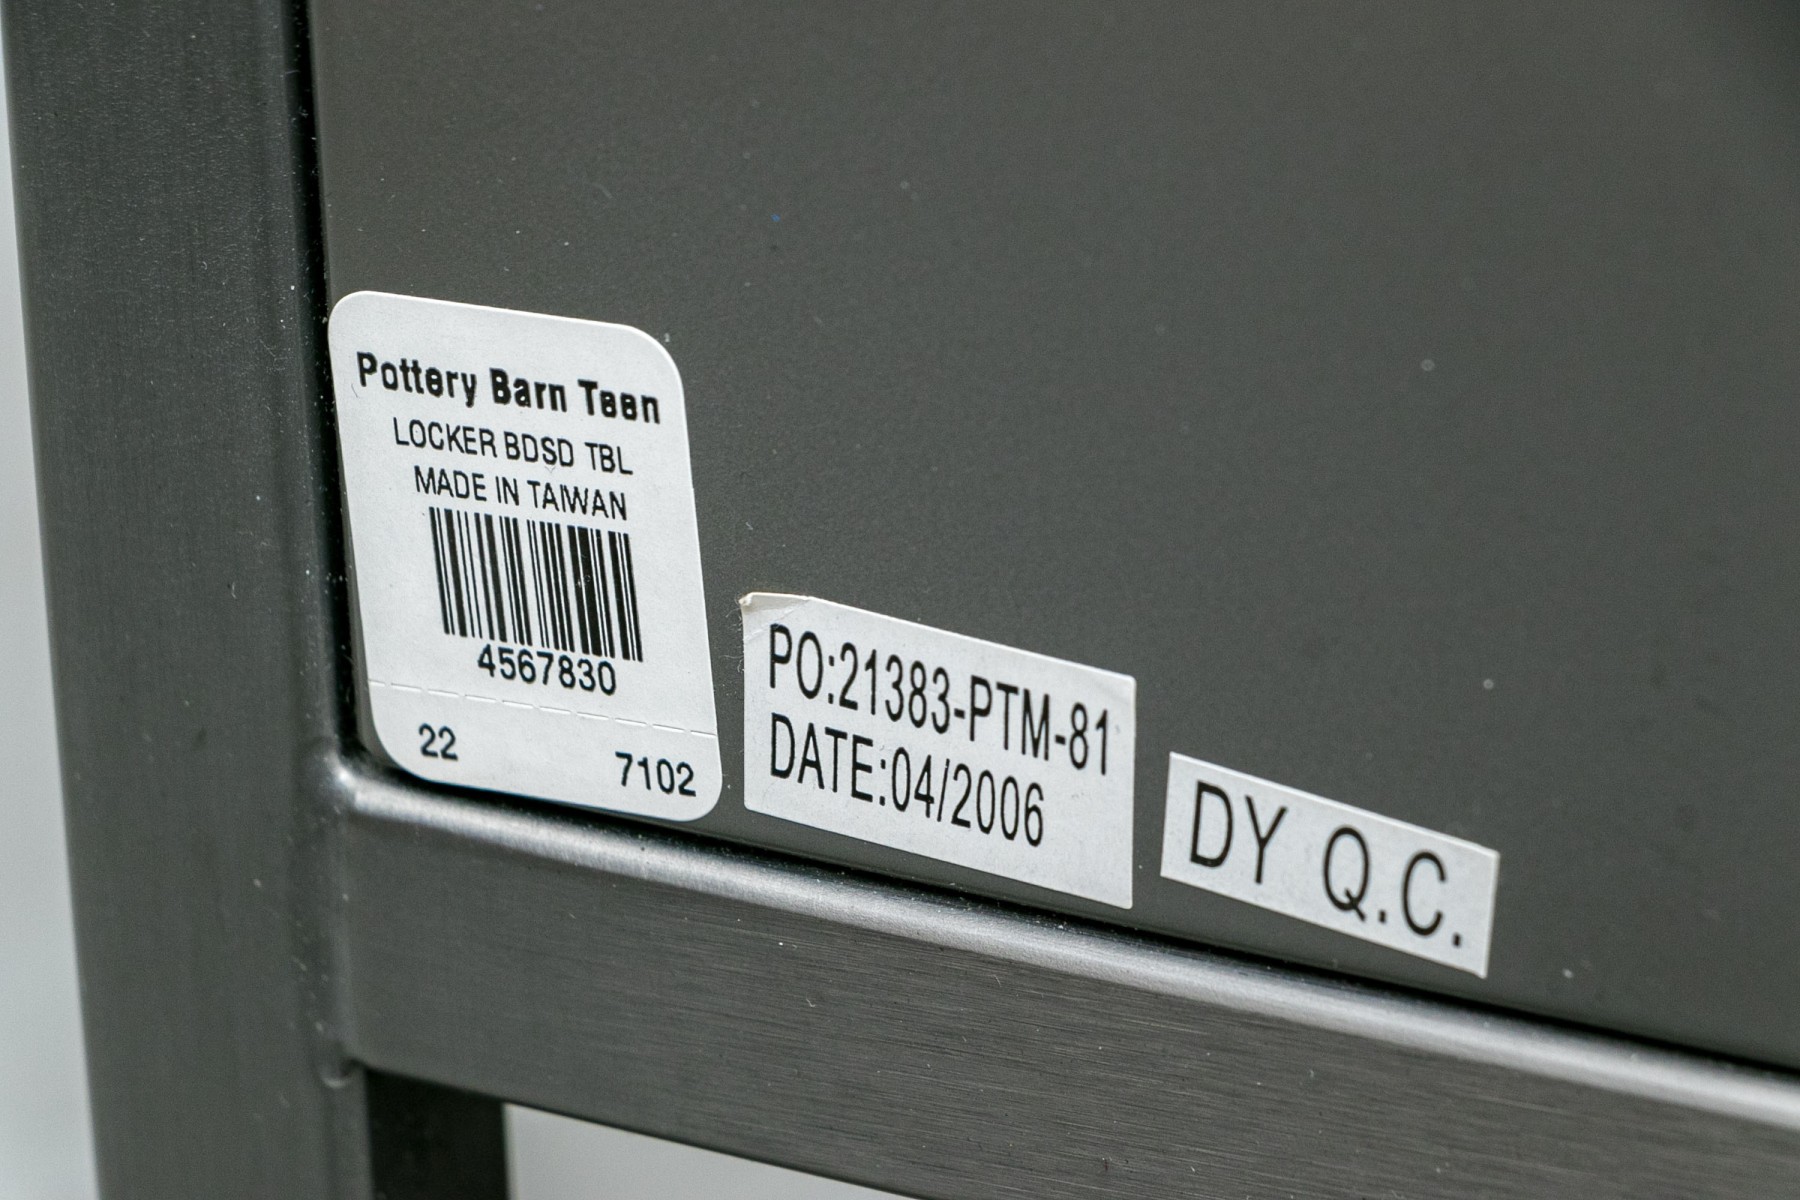 Pottery Barn Teen
LOCKER BDSD TBL
MADE IN TAIWAN
4567830
22 7102
PO:21383-PTM-81
DATE:04/2006
DY Q.C.